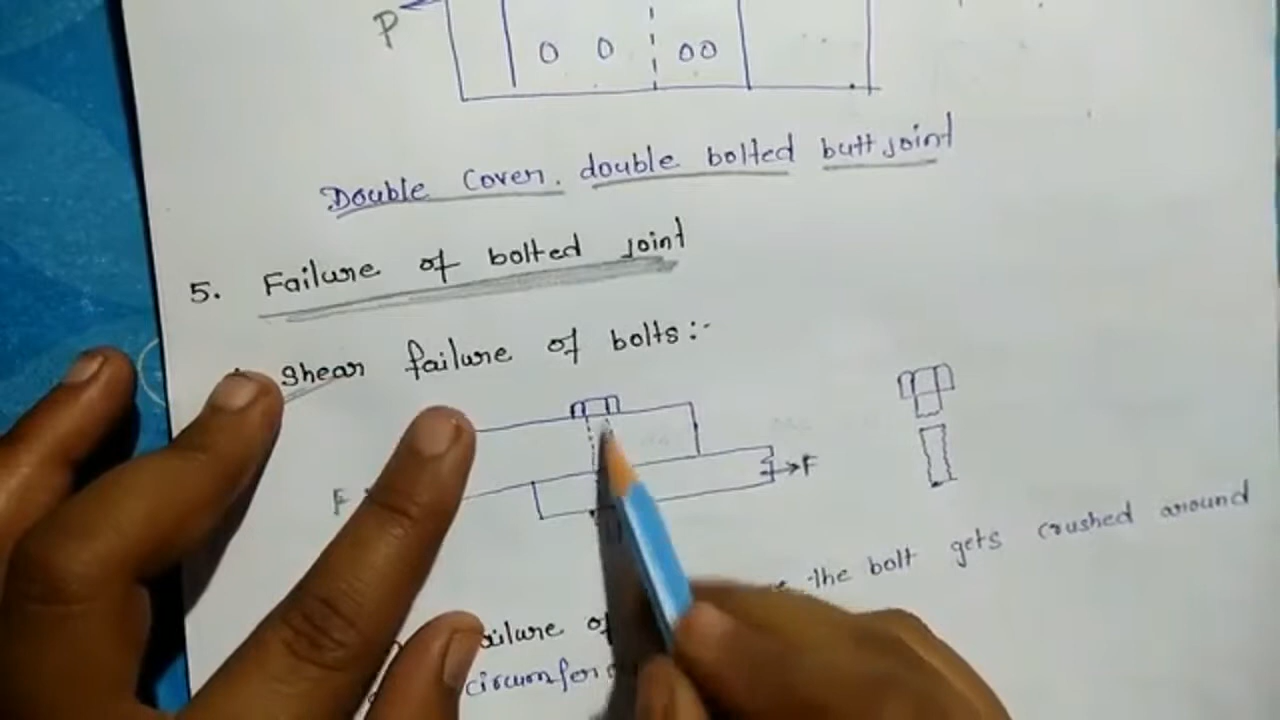 P
Double Cover. double bolted butt joint
5. Failure of bolted joint
Shear failure of bolts:-
F F
the bolt gets crushed around
of